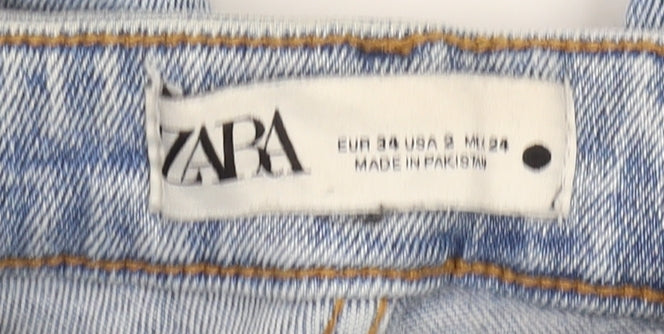 ZARA
EUR 34 USA 2 MEX 24
MADE IN PAKISTAN